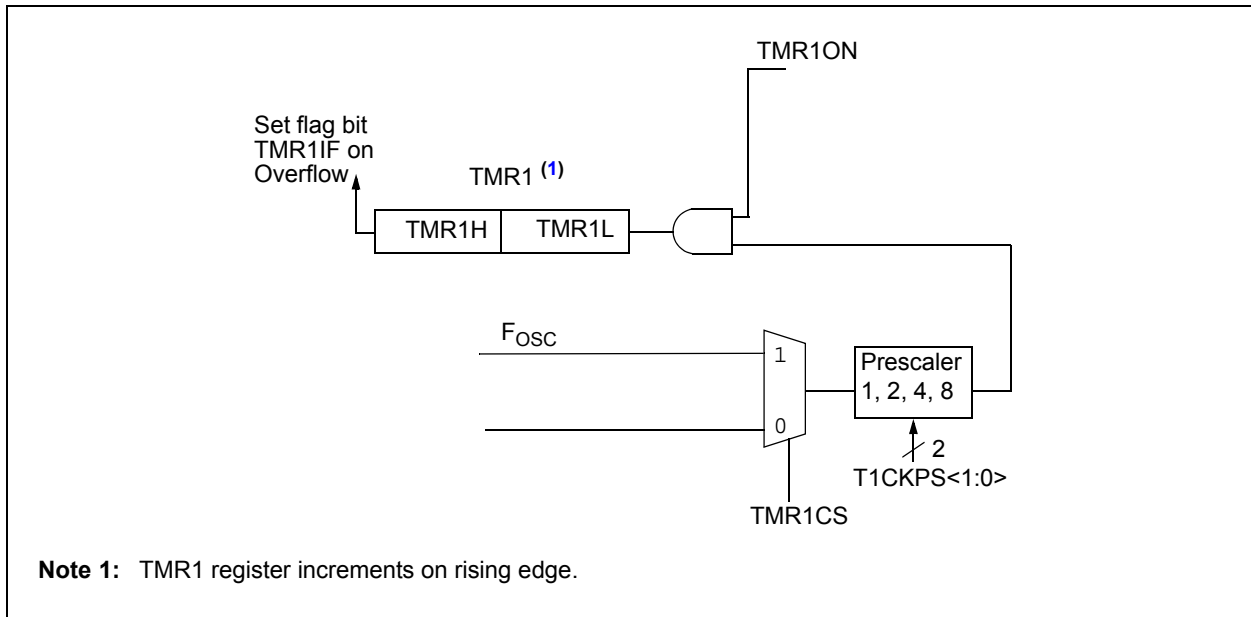 TMR1ON
Set flag bit
TMR1IF on
Overflow
TMR1 (1)
TMR1H TMR1L
FOSC
1
Prescaler
1, 2, 4, 8
0
2
T1CKPS<1:0>
TMR1CS
Note 1: TMR1 register increments on rising edge.